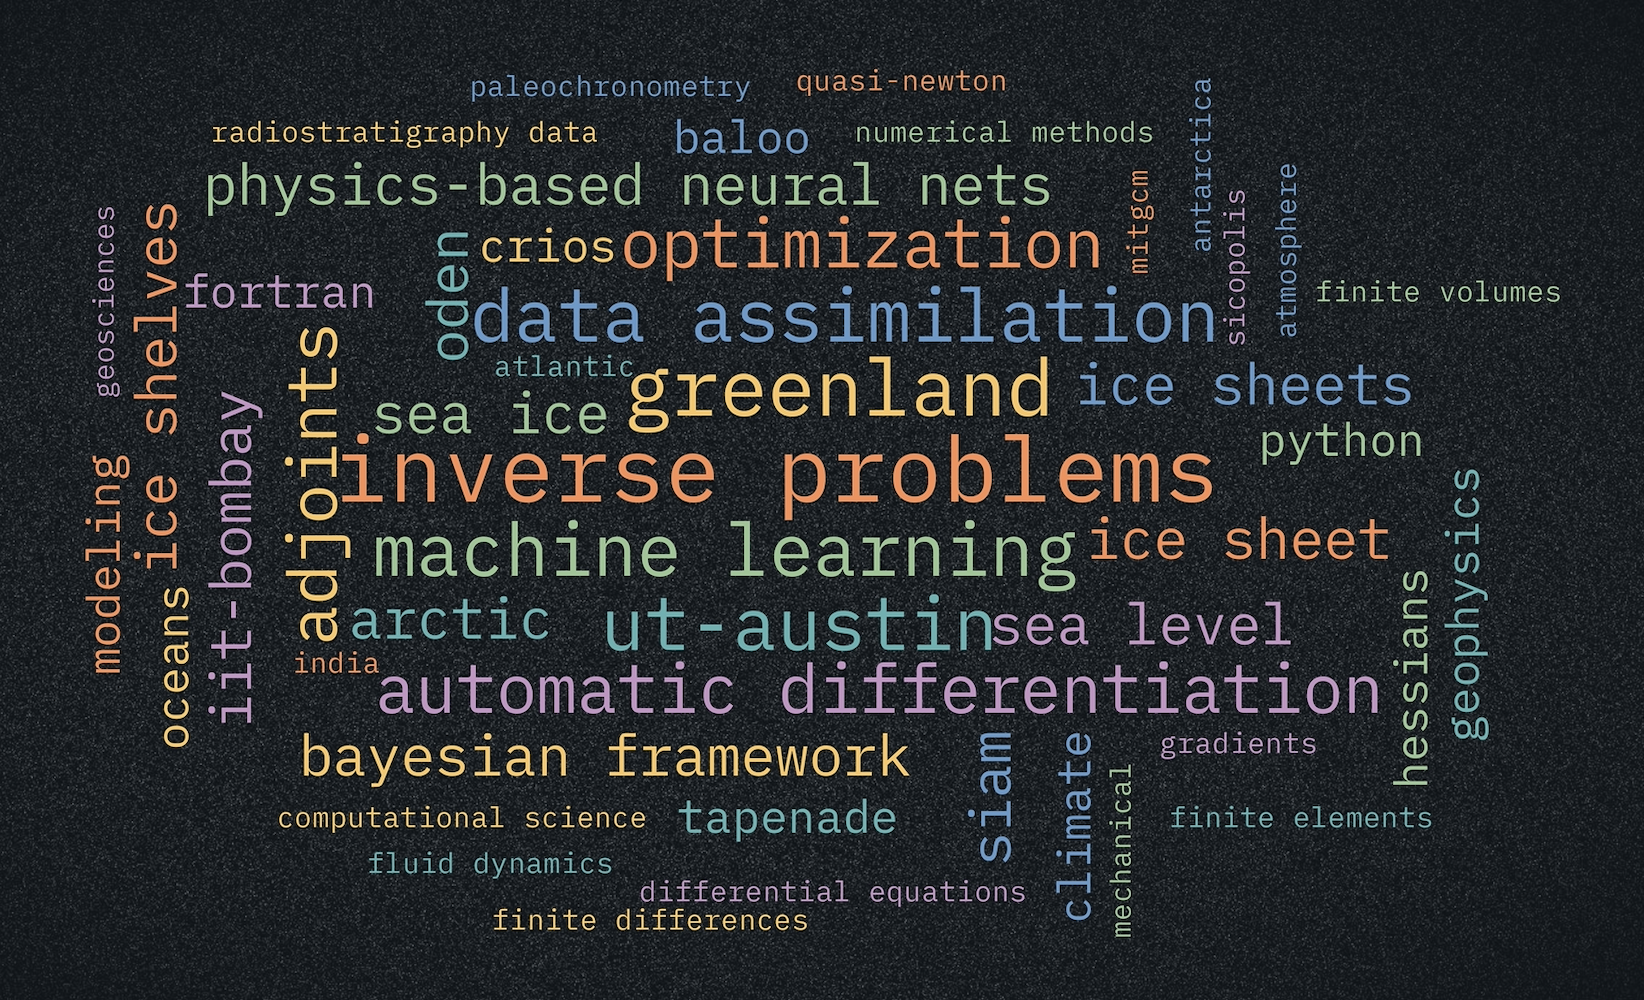 paleochronometry
quasi-newton
radiostratigraphy data
baloo
numerical methods
antarctica
physics-based neural nets
mitgcm
sicopolis
atmosphere
geosciences
ice shelves
oden
crios
optimization
fortran
data assimilation
finite volumes
adjoints
atlantic
greenland
ice sheets
iit-bombay
sea ice
python
inverse problems
modeling
geophysics
machine learning
ice sheet
oceans
arctic
ut-austin
sea level
hessians
india
automatic differentiation
bayesian framework
siam
climate
gradients
mechanical
computational science
tapenade
finite elements
fluid dynamics
differential equations
finite differences